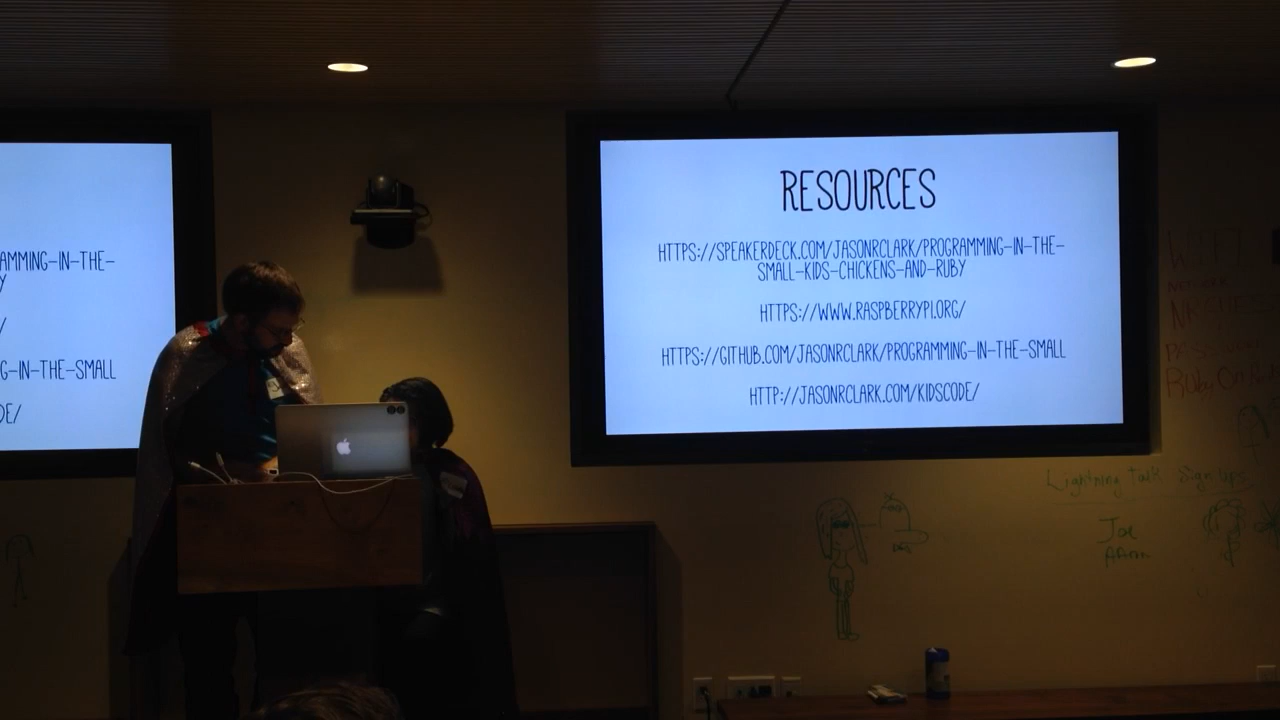 AMMING-IN-THE-
Y
/
G-IN-THE-SMALL
DE/
RESOURCES
HTTPS://SPEAKERDECK.COM/JASONRCLARK/PROGRAMMING-IN-THE-
SMALL-KIDS-CHICKENS-AND-RUBY
HTTPS://WWW.RASPBERRYPI.ORG/
HTTPS://GITHUB.COM/JASONRCLARK/PROGRAMMING-IN-THE-SMALL
HTTP://JASONRCLARK.COM/KIDSCODE/
Lightning Talk Sign Ups
Joe
Aaron